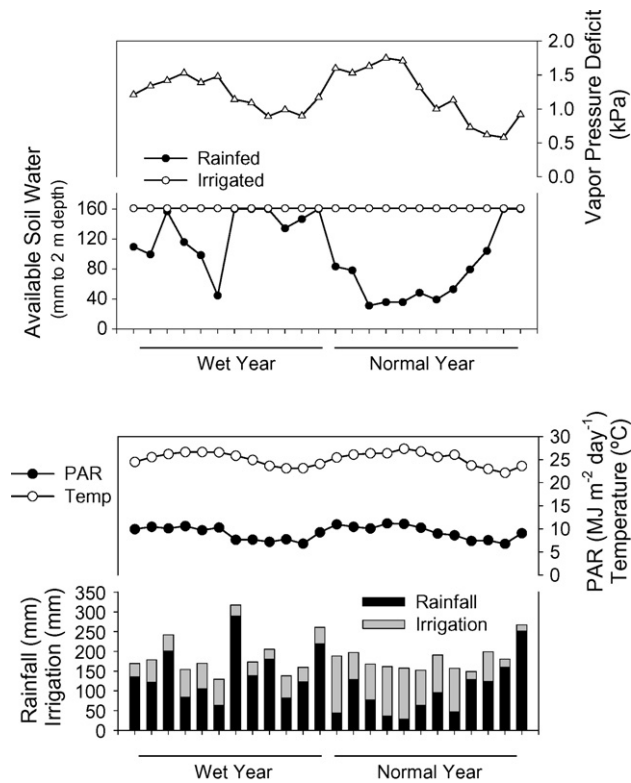 2.0
1.5
1.0
0.5
0.0
Vapor Pressure Deficit
(kPa)
Rainfed
Irrigated
160
120
80
40
0
Available Soil Water
(mm to 2 m depth)
Wet Year
Normal Year
PAR
Temp
30
25
20
15
10
5
0
PAR (MJ m⁻² day⁻¹)
Temperature (ºC)
350
300
250
200
150
100
50
0
Rainfall (mm)
Irrigation (mm)
Rainfall
Irrigation
Wet Year
Normal Year